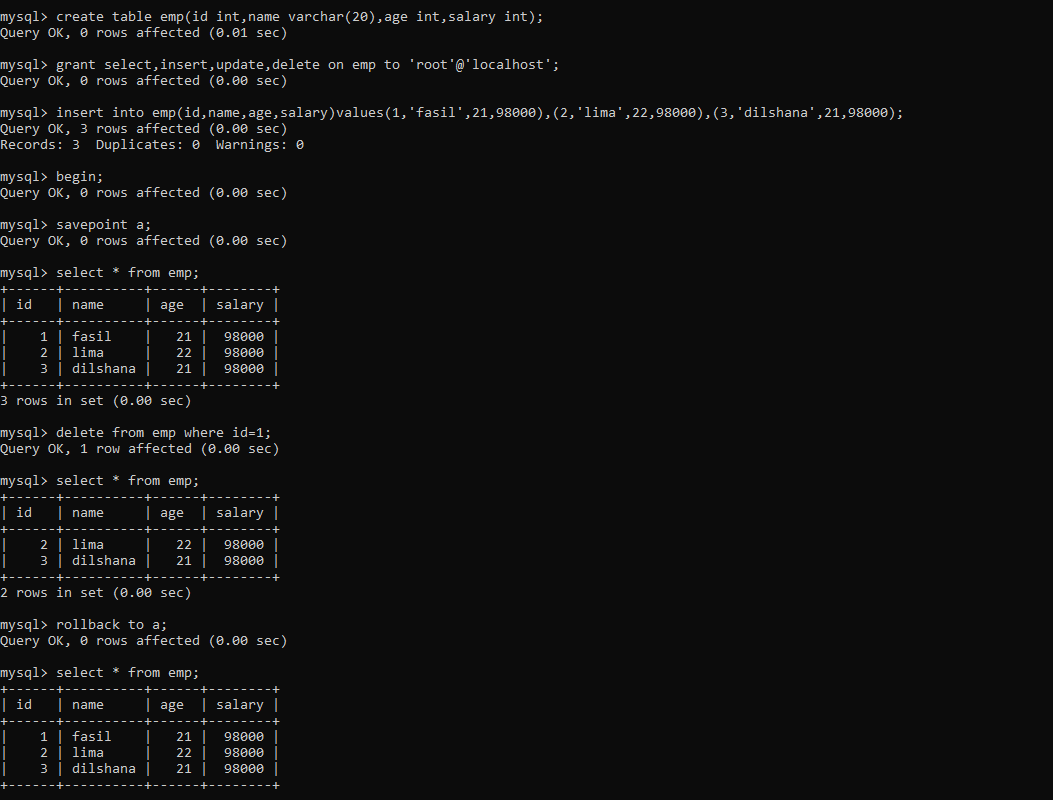 mysql> create table emp(id int,name varchar(20),age int,salary int);
Query OK, 0 rows affected (0.01 sec)

mysql> grant select,insert,update,delete on emp to 'root'@'localhost';
Query OK, 0 rows affected (0.00 sec)

mysql> insert into emp(id,name,age,salary)values(1,'fasil',21,98000),(2,'lima',22,98000),(3,'dilshana',21,98000);
Query OK, 3 rows affected (0.00 sec)
Records: 3  Duplicates: 0  Warnings: 0

mysql> begin;
Query OK, 0 rows affected (0.00 sec)

mysql> savepoint a;
Query OK, 0 rows affected (0.00 sec)

mysql> select * from emp;
+------+----------+------+--------+
| id   | name     | age  | salary |
+------+----------+------+--------+
|    1 | fasil    |   21 |  98000 |
|    2 | lima     |   22 |  98000 |
|    3 | dilshana |   21 |  98000 |
+------+----------+------+--------+
3 rows in set (0.00 sec)

mysql> delete from emp where id=1;
Query OK, 1 row affected (0.00 sec)

mysql> select * from emp;
+------+----------+------+--------+
| id   | name     | age  | salary |
+------+----------+------+--------+
|    2 | lima     |   22 |  98000 |
|    3 | dilshana |   21 |  98000 |
+------+----------+------+--------+
2 rows in set (0.00 sec)

mysql> rollback to a;
Query OK, 0 rows affected (0.00 sec)

mysql> select * from emp;
+------+----------+------+--------+
| id   | name     | age  | salary |
+------+----------+------+--------+
|    1 | fasil    |   21 |  98000 |
|    2 | lima     |   22 |  98000 |
|    3 | dilshana |   21 |  98000 |
+------+----------+------+--------+